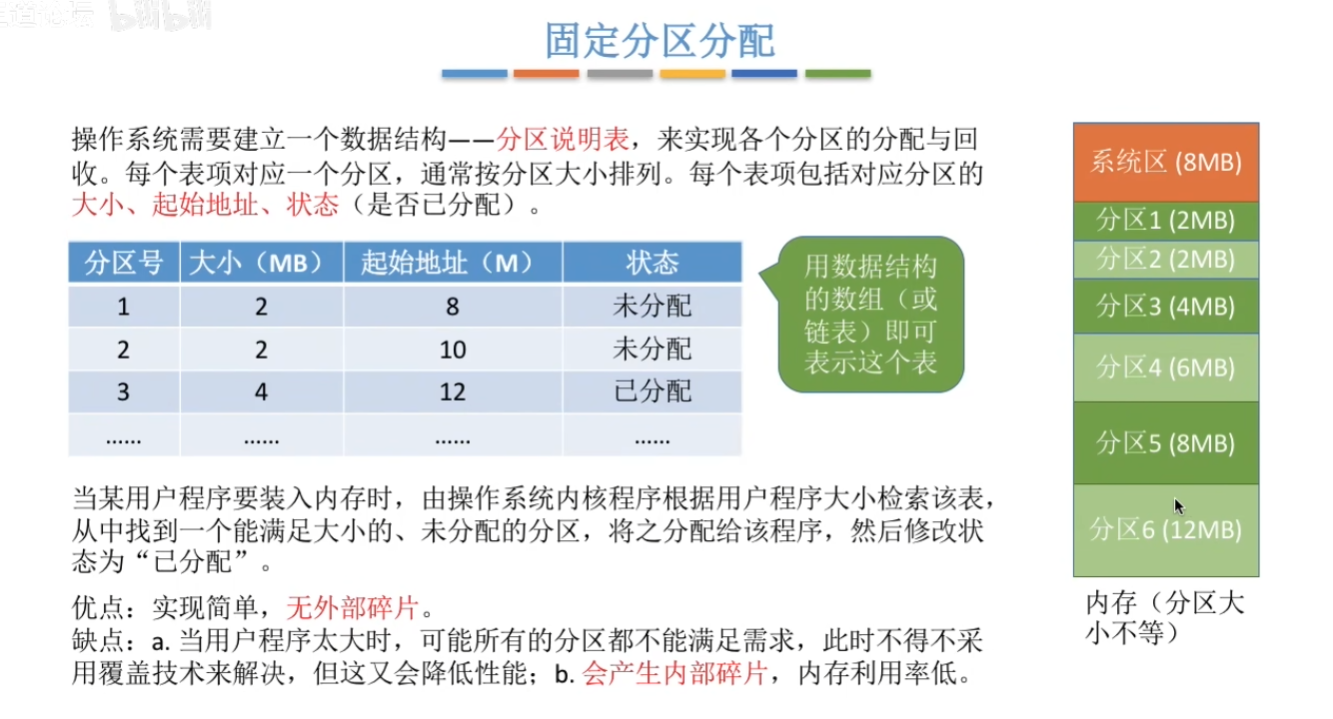 bilibili
固定分区分配
操作系统需要建立一个数据结构——分区说明表，来实现各个分区的分配与回
收。每个表项对应一个分区，通常按分区大小排列。每个表项包括对应分区的
大小、起始地址、状态（是否已分配）。
分区号 大小（MB） 起始地址（M） 状态
1 2 8 未分配
2 2 10 未分配
3 4 12 已分配
...... ...... ...... ......
用数据结构
的数组（或
链表）即可
表示这个表
当某用户程序要装入内存时，由操作系统内核程序根据用户程序大小检索该表，
从中找到一个能满足大小的、未分配的分区，将之分配给该程序，然后修改状
态为“已分配”。
优点：实现简单，无外部碎片。
缺点：a. 当用户程序太大时，可能所有的分区都不能满足需求，此时不得不采
用覆盖技术来解决，但这又会降低性能；b. 会产生内部碎片，内存利用率低。
系统区 (8MB)
分区1 (2MB)
分区2 (2MB)
分区3 (4MB)
分区4 (6MB)
分区5 (8MB)
分区6 (12MB)
内存（分区大
小不等）